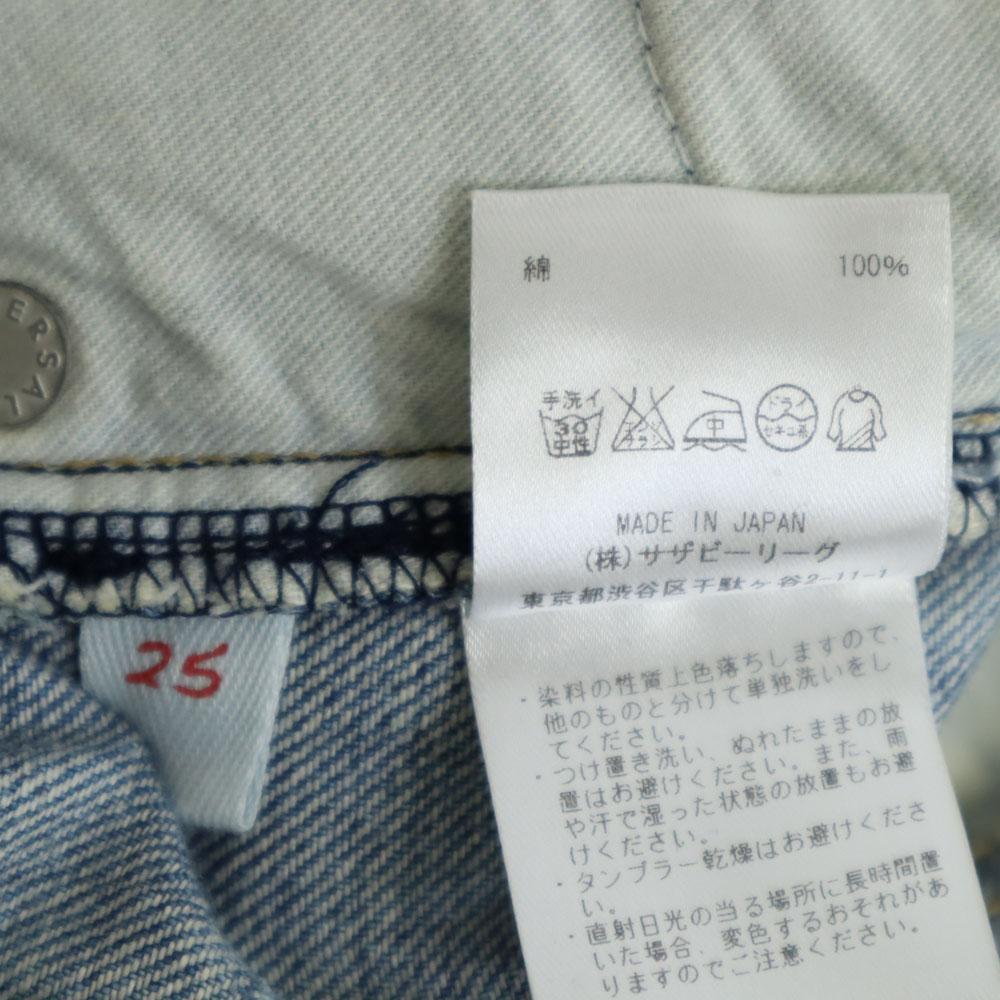 ERSAL
綿 100%
手洗イ
30
中性
エンソ
サラシ
中
ドライ
セキユ系
MADE IN JAPAN
(株)サザビーリーグ
東京都渋谷区千駄ケ谷2-11-1
25
・染料の性質上色落ちしますので、
他のものと分けて単独洗いをし
てください。
・つけ置き洗い、ぬれたままの放
置はお避けください。また、雨
や汗で湿った状態の放置もお避
けください。
・タンブラー乾燥はお避けくださ
い。
・直射日光の当る場所に長時間置
いた場合、変色するおそれがあ
りますのでご注意ください。